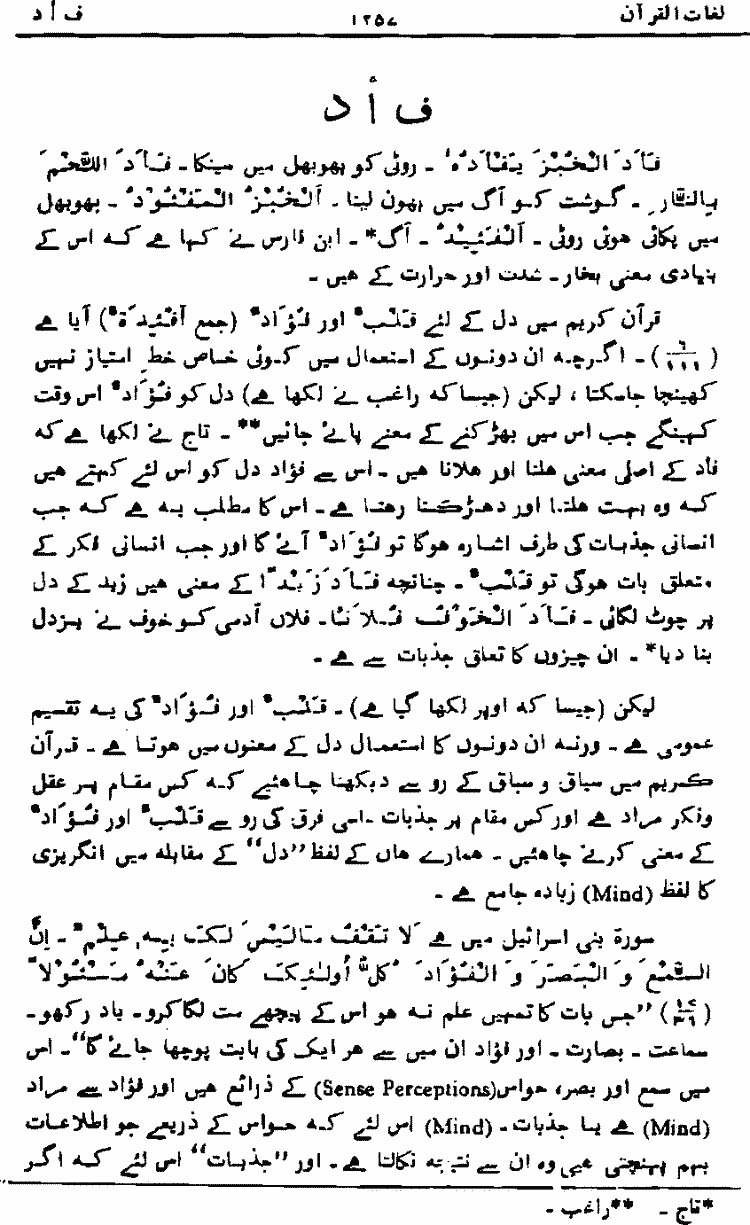 لغات القرآن ۱۲۵۷ ف أ د
ف أ د
فَأَدَ الْخُبْزَ يَفْأَدُہٗ ۔ روٹی کو بھوبھل میں سینکا۔ فَأَدَ اللَّحْمَ
بِالنَّارِ ۔ گوشت کو آگ میں بھون لینا۔ اَلْخُبْزُ الْمَفْئُوْدُ ۔ بھوبھل
میں پکائی ہوئی روٹی ۔ اَلْفَئِیْدُ ۔ آگ* ۔ ابن فارس نے کہا ہے کہ اس کے
بنیادی معنی بخار ۔ شدت اور حرارت کے ہیں ۔
قرآن کریم میں دل کے لئے قَلْبٌ اور فُؤَادٌ (جمع اَفْئِدَۃٌ) آیا ہے
(۶/۱۱۱) ۔ اگرچہ ان دونوں کے استعمال میں کوئی خاص خطِ امتیاز نہیں
کھینچا جاسکتا ، لیکن (جیسا کہ راغب نے لکھا ہے) دل کو فُؤَادٌ اس وقت
کہینگے جب اس میں بھڑکنے کے معنے پائے جائیں** ۔ تاج نے لکھا ہے کہ
فأد کے اصلی معنی ہلنا اور ہلانا ہیں ۔ اس سے فؤاد دل کو اس لئے کہتے ہیں
کہ وہ بہت ہلتا اور دھڑکتا رہتا ہے ۔ اس کا مطلب یہ ہے کہ جب
انسانی جذبات کی طرف اشارہ ہوگا تو فُؤَادٌ آئے گا اور جب انسانی فکر کے
متعلق بات ہوگی تو قَلْبٌ ۔ چنانچہ فَأَدَ زَیْدًا کے معنی ہیں زید کے دل
پر چوٹ لگائی ۔ فَأَدَ الْخَوْفُ فُلَانًا ۔ فلاں آدمی کو خوف نے بزدل
بنا دیا* ۔ ان چیزوں کا تعلق جذبات سے ہے ۔
لیکن (جیسا کہ اوپر لکھا گیا ہے) ۔ قَلْبٌ اور فُؤَادٌ کی یہ تقسیم
عمومی ہے ۔ ورنہ ان دونوں کا استعمال دل کے معنوں میں ہوتا ہے ۔ قرآن
کریم میں سیاق و سباق کے رو سے دیکھنا چاہئیے کہ کس مقام پر عقل
وفکر مراد ہے اور کس مقام پر جذبات ۔ اسی فرق کی رو سے قَلْبٌ اور فُؤَادٌ
کے معنی کرنے چاہئیں ۔ ہمارے ہاں کے لفظ ”دل“ کے مقابلہ میں انگریزی
کا لفظ (Mind) زیادہ جامع ہے ۔
سورۃ بنی اسرائیل میں ہے لَا تَقْفُ مَالَیْسَ لَکَ بِہٖ عِلْمٌ ۔ اِنَّ
السَّمْعَ وَ الْبَصَرَ وَ الْفُؤَادَ کُلُّ اُولٰئِکَ کَانَ عَنْہُ مَسْئُوْلًا
(۱۷/۳۶) ”جس بات کا تمہیں علم نہ ہو اس کے پیچھے مت لگا کرو ۔ یاد رکھو ۔
سماعت ۔ بصارت ۔ اور فؤاد ان میں سے ہر ایک کی بابت پوچھا جائے گا“ ۔ اس
میں سمع اور بصر، حواس (Sense Perceptions) کے ذرائع ہیں اور فؤاد سے مراد
(Mind) ہے یا جذبات ۔ (Mind) اس لئے کہ حواس کے ذریعے جو اطلاعات
بہم پہنچتی ہیں وہ ان سے نتیجہ نکالتا ہے ۔ اور ”جذبات“ اس لئے کہ اگر
*تاج ۔ **راغب ۔